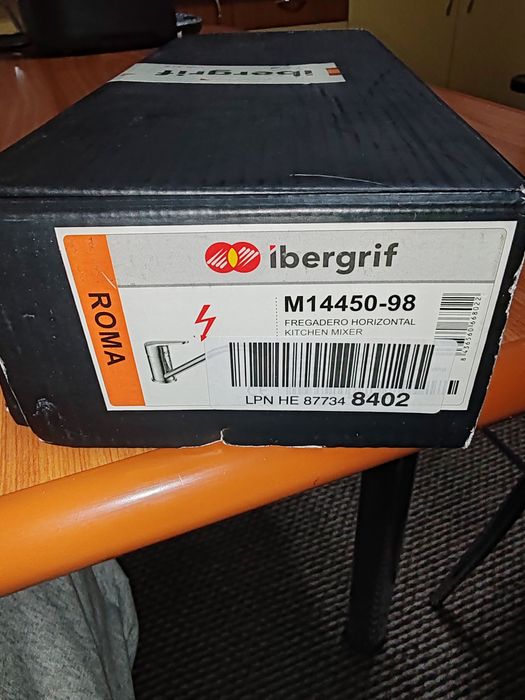 ibergrif
ibergrif
ROMA
M14450-98
FREGADERO HORIZONTAL
KITCHEN MIXER
LPN HE 87734 8402